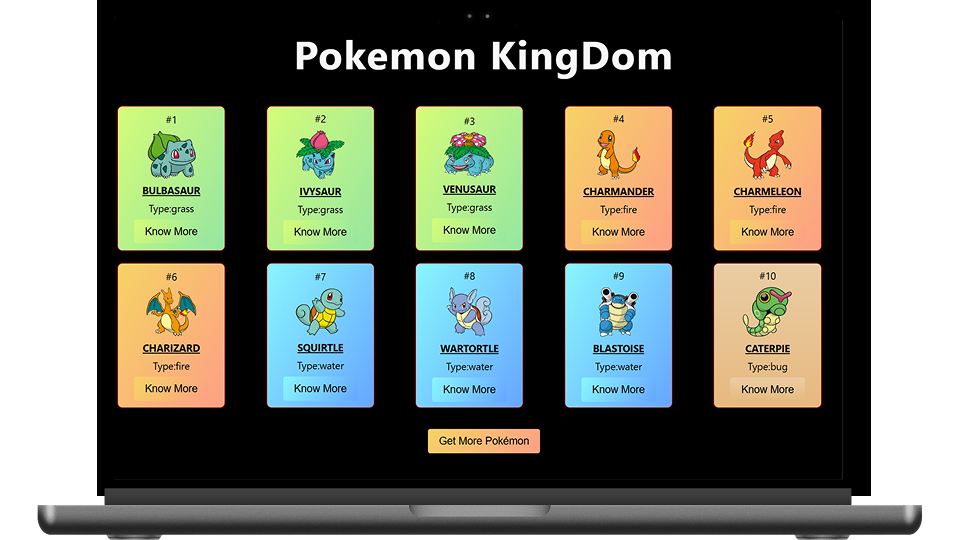 Pokemon KingDom
#1
BULBASAUR
Type:grass
Know More
#2
IVYSAUR
Type:grass
Know More
#3
VENUSAUR
Type:grass
Know More
#4
CHARMANDER
Type:fire
Know More
#5
CHARMELEON
Type:fire
Know More
#6
CHARIZARD
Type:fire
Know More
#7
SQUIRTLE
Type:water
Know More
#8
WARTORTLE
Type:water
Know More
#9
BLASTOISE
Type:water
Know More
#10
CATERPIE
Type:bug
Know More
Get More Pokémon